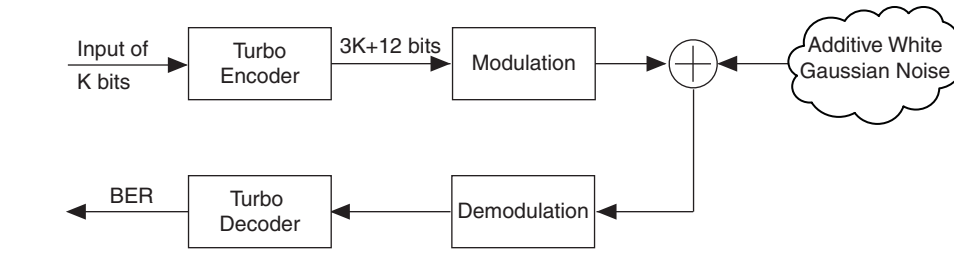 Input of
K bits
Turbo
Encoder
3K+12 bits
Modulation
Additive White
Gaussian Noise
BER
Turbo
Decoder
Demodulation